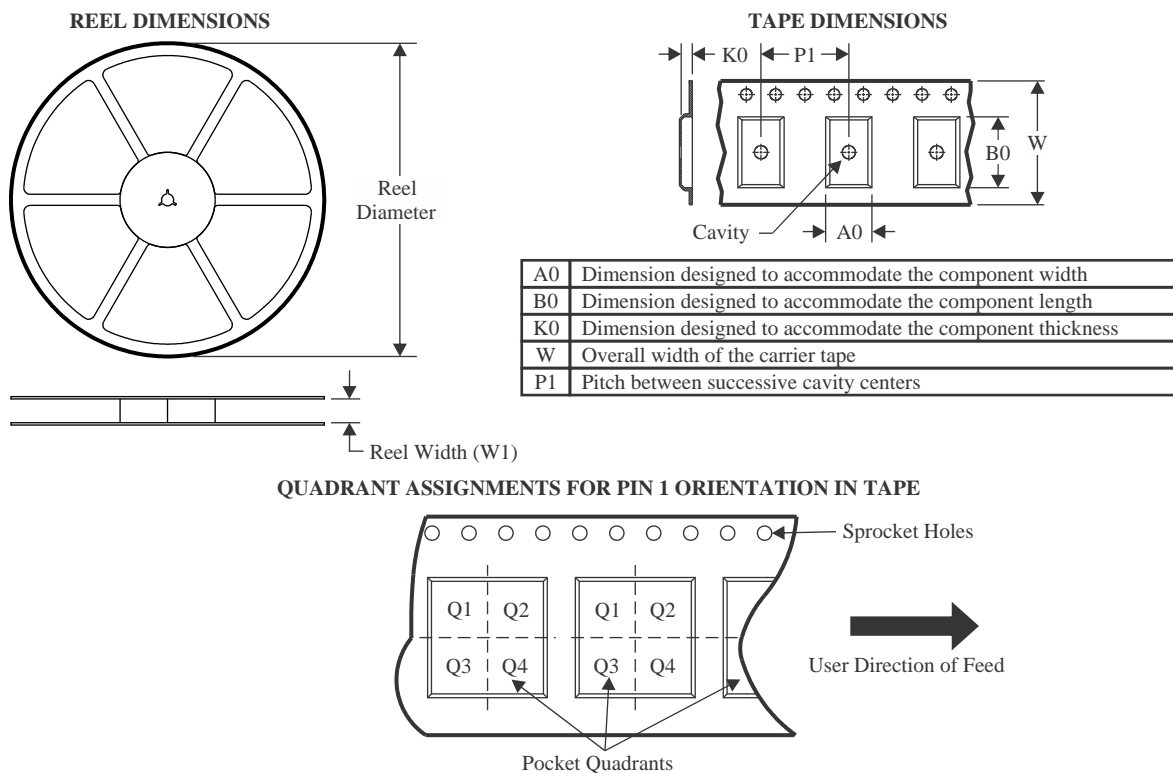 REEL DIMENSIONS
Reel
Diameter
Reel Width (W1)
TAPE DIMENSIONS
K0
P1
B0
W
Cavity
A0
A0 Dimension designed to accommodate the component width
B0 Dimension designed to accommodate the component length
K0 Dimension designed to accommodate the component thickness
W Overall width of the carrier tape
P1 Pitch between successive cavity centers
QUADRANT ASSIGNMENTS FOR PIN 1 ORIENTATION IN TAPE
Sprocket Holes
Q1 Q2 Q1 Q2
Q3 Q4 Q3 Q4
User Direction of Feed
Pocket Quadrants